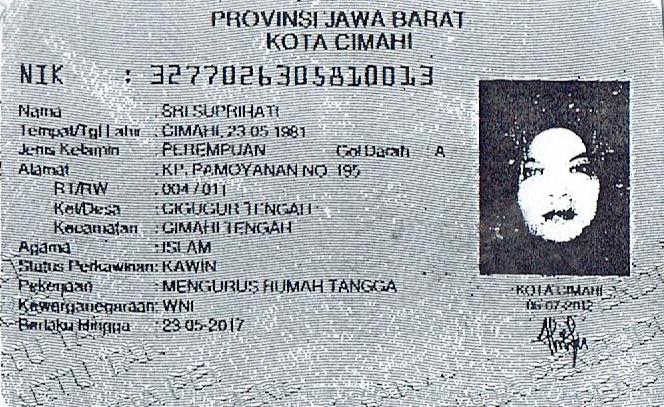 PROVINSI JAWA BARAT
KOTA CIMAHI
NIK : 3277026305810013
Nama : SRI SUPRIHATI
Tempat/Tgl Lahir : CIMAHI, 23-05-1981
Jenis Kelamin : PEREMPUAN Gol Darah : A
Alamat : KP. PAMOYANAN NO 195
RT/RW : 004 / 011
Kel/Desa : CIGUGUR TENGAH
Kecamatan : CIMAHI TENGAH
Agama : ISLAM
Status Perkawinan: KAWIN
Pekerjaan : MENGURUS RUMAH TANGGA
Kewarganegaraan: WNI
Berlaku Hingga : 23-05-2017
KOTA CIMAHI
06-07-2012